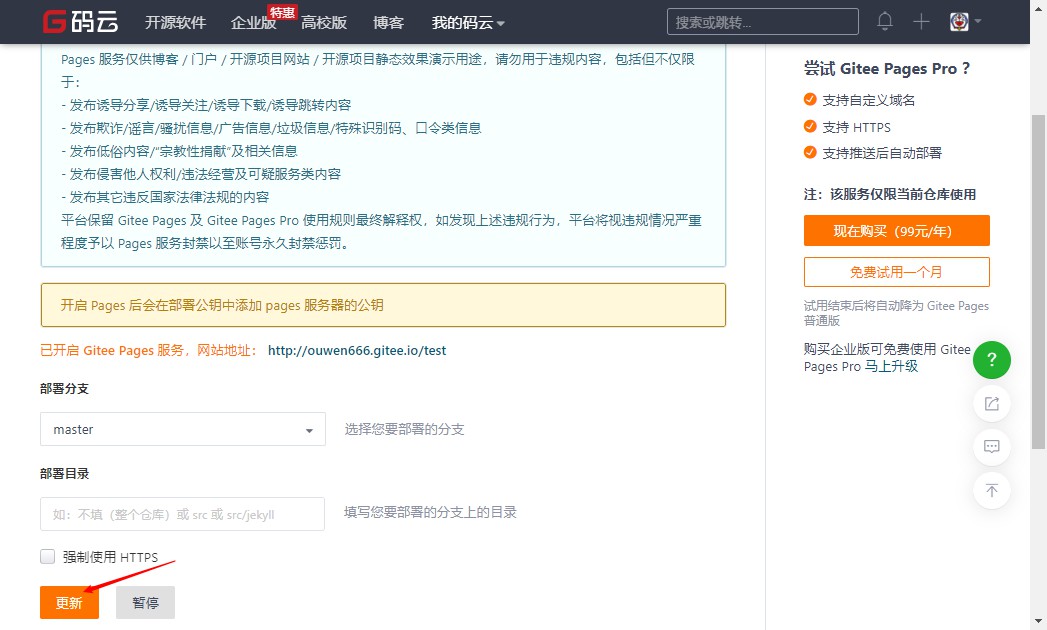 码云 开源软件 企业版 特惠 高校版 博客 我的码云 搜索或跳转...
Pages 服务仅供博客 / 门户 / 开源项目网站 / 开源项目静态效果演示用途，请勿用于违规内容，包括但不仅限
于：
- 发布诱导分享/诱导关注/诱导下载/诱导跳转内容
- 发布欺诈/谣言/骚扰信息/广告信息/垃圾信息/特殊识别码、口令类信息
- 发布低俗内容/“宗教性捐献”及相关信息
- 发布侵害他人权利/违法经营及可疑服务类内容
- 发布其它违反国家法律法规的内容
平台保留 Gitee Pages 及 Gitee Pages Pro 使用规则最终解释权，如发现上述违规行为，平台将视违规情况严重
程度予以 Pages 服务封禁以至账号永久封禁惩罚。
开启 Pages 后会在部署公钥中添加 pages 服务器的公钥
已开启 Gitee Pages 服务，网站地址： http://ouwen666.gitee.io/test
部署分支
master 选择您要部署的分支
部署目录
如：不填（整个仓库）或 src 或 src/jekyll 填写您要部署的分支上的目录
强制使用 HTTPS
更新 暂停
尝试 Gitee Pages Pro ?
支持自定义域名
支持 HTTPS
支持推送后自动部署
注：该服务仅限当前仓库使用
现在购买（99元/年）
免费试用一个月
试用结束后将自动降为 Gitee Pages
普通版
购买企业版可免费使用 Gitee
Pages Pro 马上升级
?